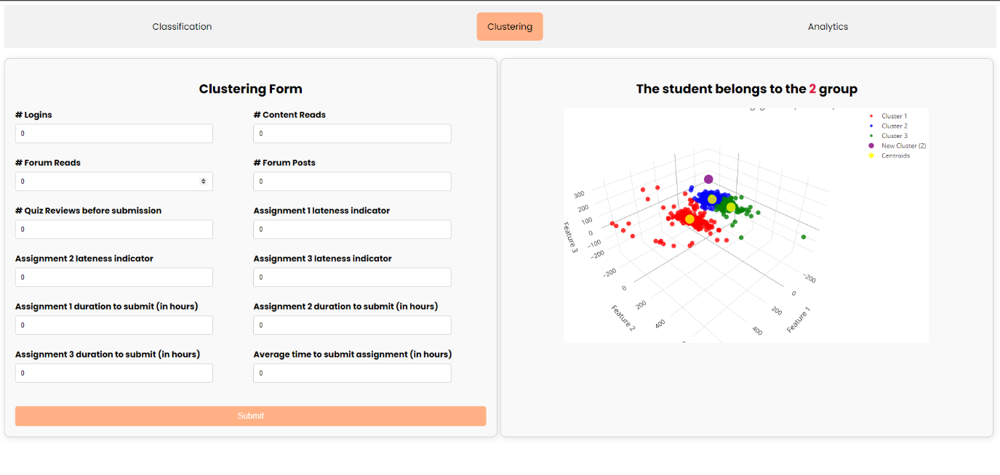 Classification Clustering Analytics
Clustering Form
# Logins # Content Reads
0 0
# Forum Reads # Forum Posts
0 0
# Quiz Reviews before submission Assignment 1 lateness indicator
0 0
Assignment 2 lateness indicator Assignment 3 lateness indicator
0 0
Assignment 1 duration to submit (in hours) Assignment 2 duration to submit (in hours)
0 0
Assignment 3 duration to submit (in hours) Average time to submit assignment (in hours)
0 0
Submit
The student belongs to the 2 group
Cluster 1
Cluster 2
Cluster 3
New Cluster (2)
Centroids
300
200
100
0
−100
−200
Feature 3
−200
0
200
400
Feature 2
−200
0
200
400
Feature 1